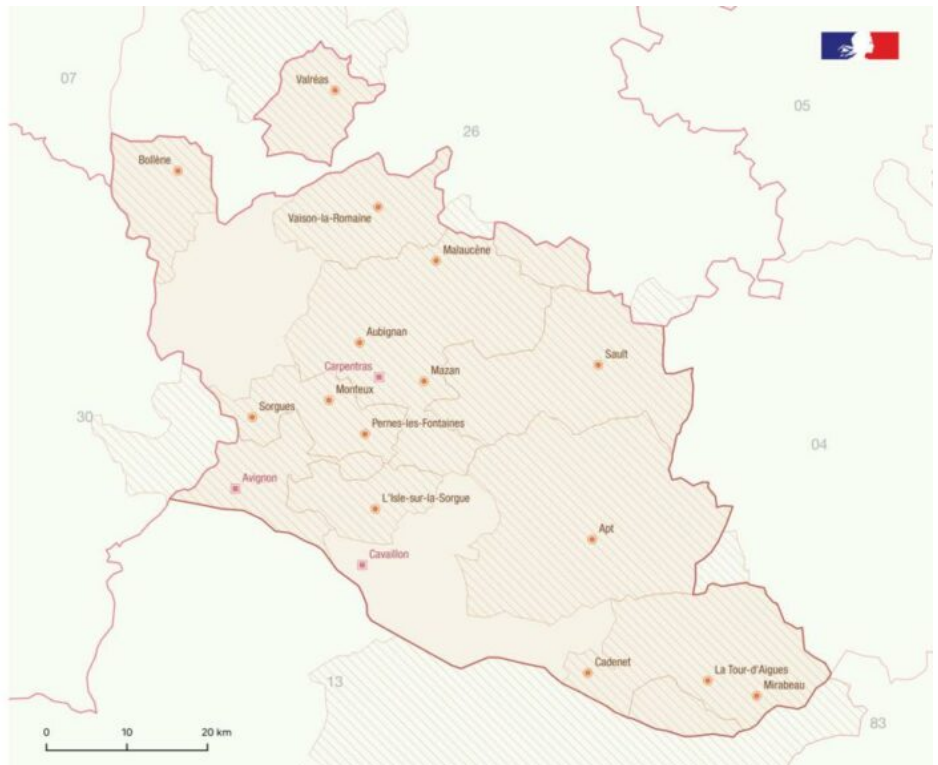 07
Valréas
05
26
Bollène
Vaison-la-Romaine
Malaucène
Aubignan
Sault
Carpentras
Mazan
Monteux
Sorgues
30
Pernes-les-Fontaines
04
Avignon
L'Isle-sur-la-Sorgue
Apt
Cavaillon
Cadenet
La Tour-d'Aigues
13
Mirabeau
83
0 10 20 km